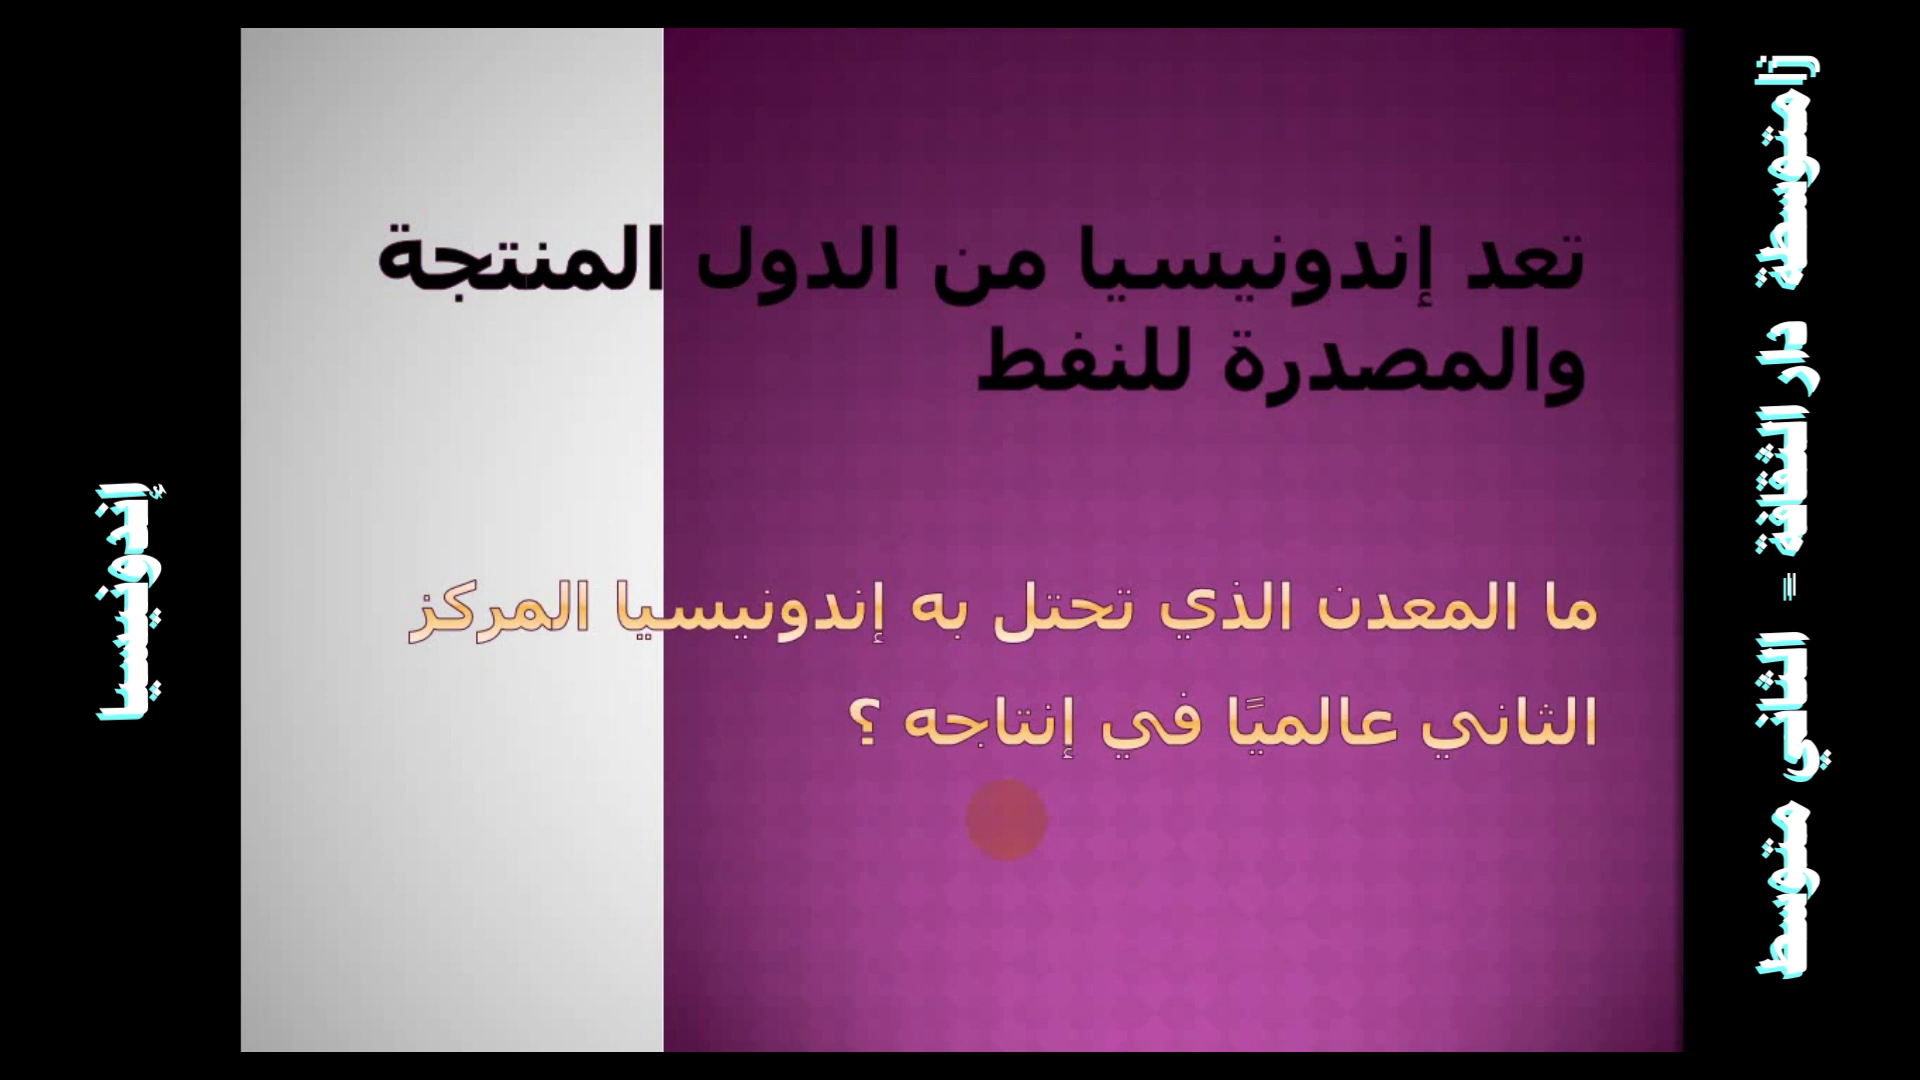 تعد إندونيسيا من الدول المنتجة
والمصدرة للنفط
ما المعدن الذي تحتل به إندونيسيا المركز
الثاني عالميًا في إنتاجه ؟
إندونيسيا
متوسطة دار الثقافة = الثاني متوسط